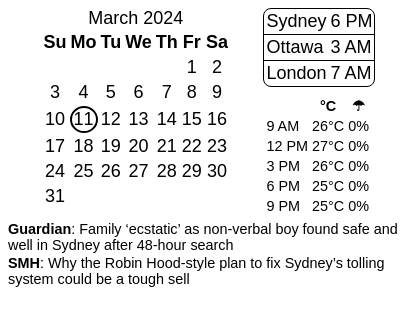 March 2024
Su Mo Tu We Th Fr Sa
1 2
3 4 5 6 7 8 9
10 11 12 13 14 15 16
17 18 19 20 21 22 23
24 25 26 27 28 29 30
31
Sydney 6 PM
Ottawa 3 AM
London 7 AM
°C ☂
9 AM 26°C 0%
12 PM 27°C 0%
3 PM 26°C 0%
6 PM 25°C 0%
9 PM 25°C 0%
Guardian: Family ‘ecstatic’ as non-verbal boy found safe and
well in Sydney after 48-hour search
SMH: Why the Robin Hood-style plan to fix Sydney’s tolling
system could be a tough sell